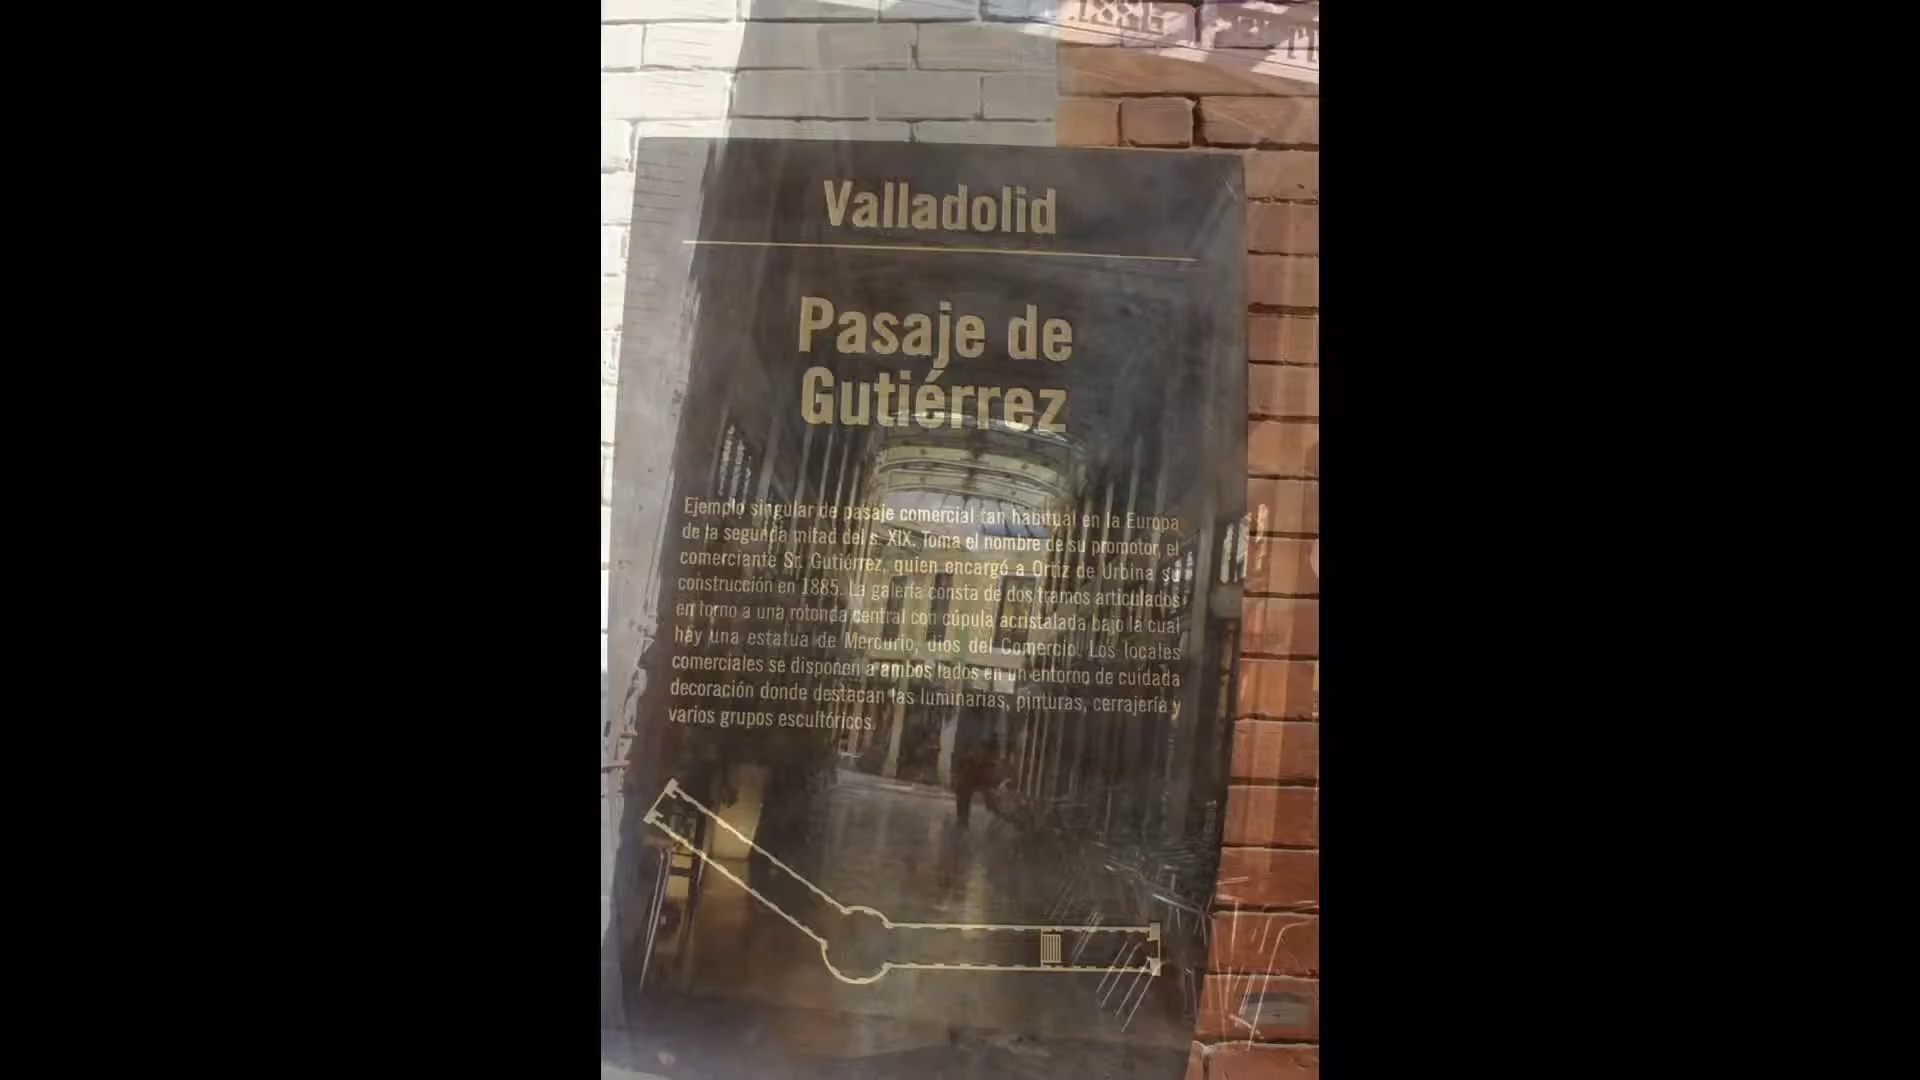 Valladolid
Pasaje de
Gutiérrez
Ejemplo singular de pasaje comercial tan habitual en la Europa
de la segunda mitad del s. XIX. Toma el nombre de su promotor, el
comerciante Sr. Gutiérrez, quien encargó a Ortiz de Urbina su
construcción en 1885. La galería consta de dos tramos articulados
en torno a una rotonda central con cúpula acristalada bajo la cual
hay una estatua de Mercurio, dios del Comercio. Los locales
comerciales se disponen a ambos lados en un entorno de cuidada
decoración donde destacan las luminarias, pinturas, cerrajería y
varios grupos escultóricos.